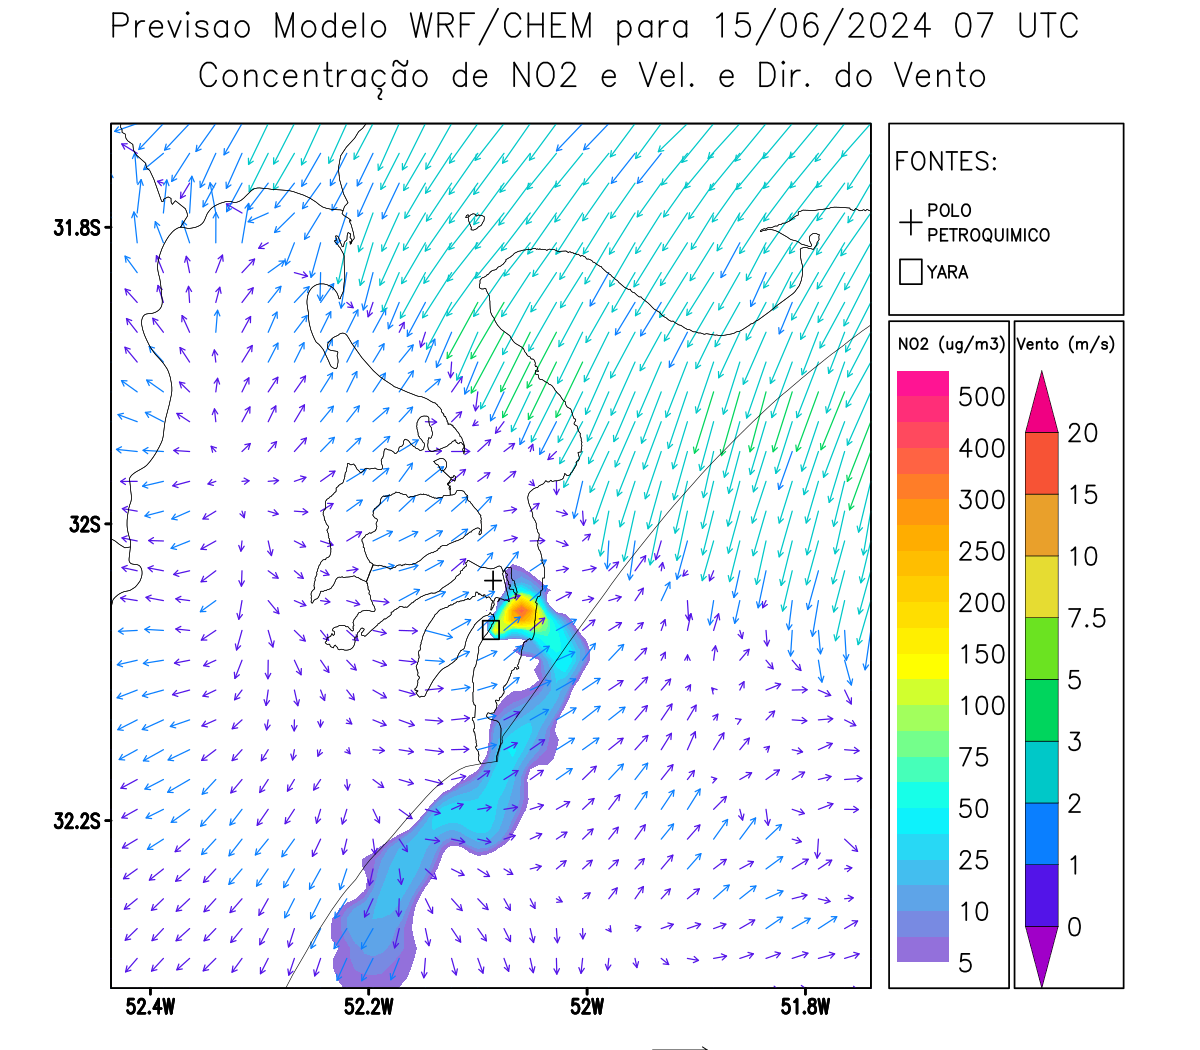 Previsao Modelo WRF/CHEM para 15/06/2024 07 UTC
Concentração de NO2 e Vel. e Dir. do Vento
FONTES:
POLO
PETROQUIMICO
YARA
NO2 (ug/m3)
500
400
300
250
200
150
100
75
50
25
10
5
Vento (m/s)
20
15
10
7.5
5
3
2
1
0
31.8S
32S
32.2S
52.4W
52.2W
52W
51.8W